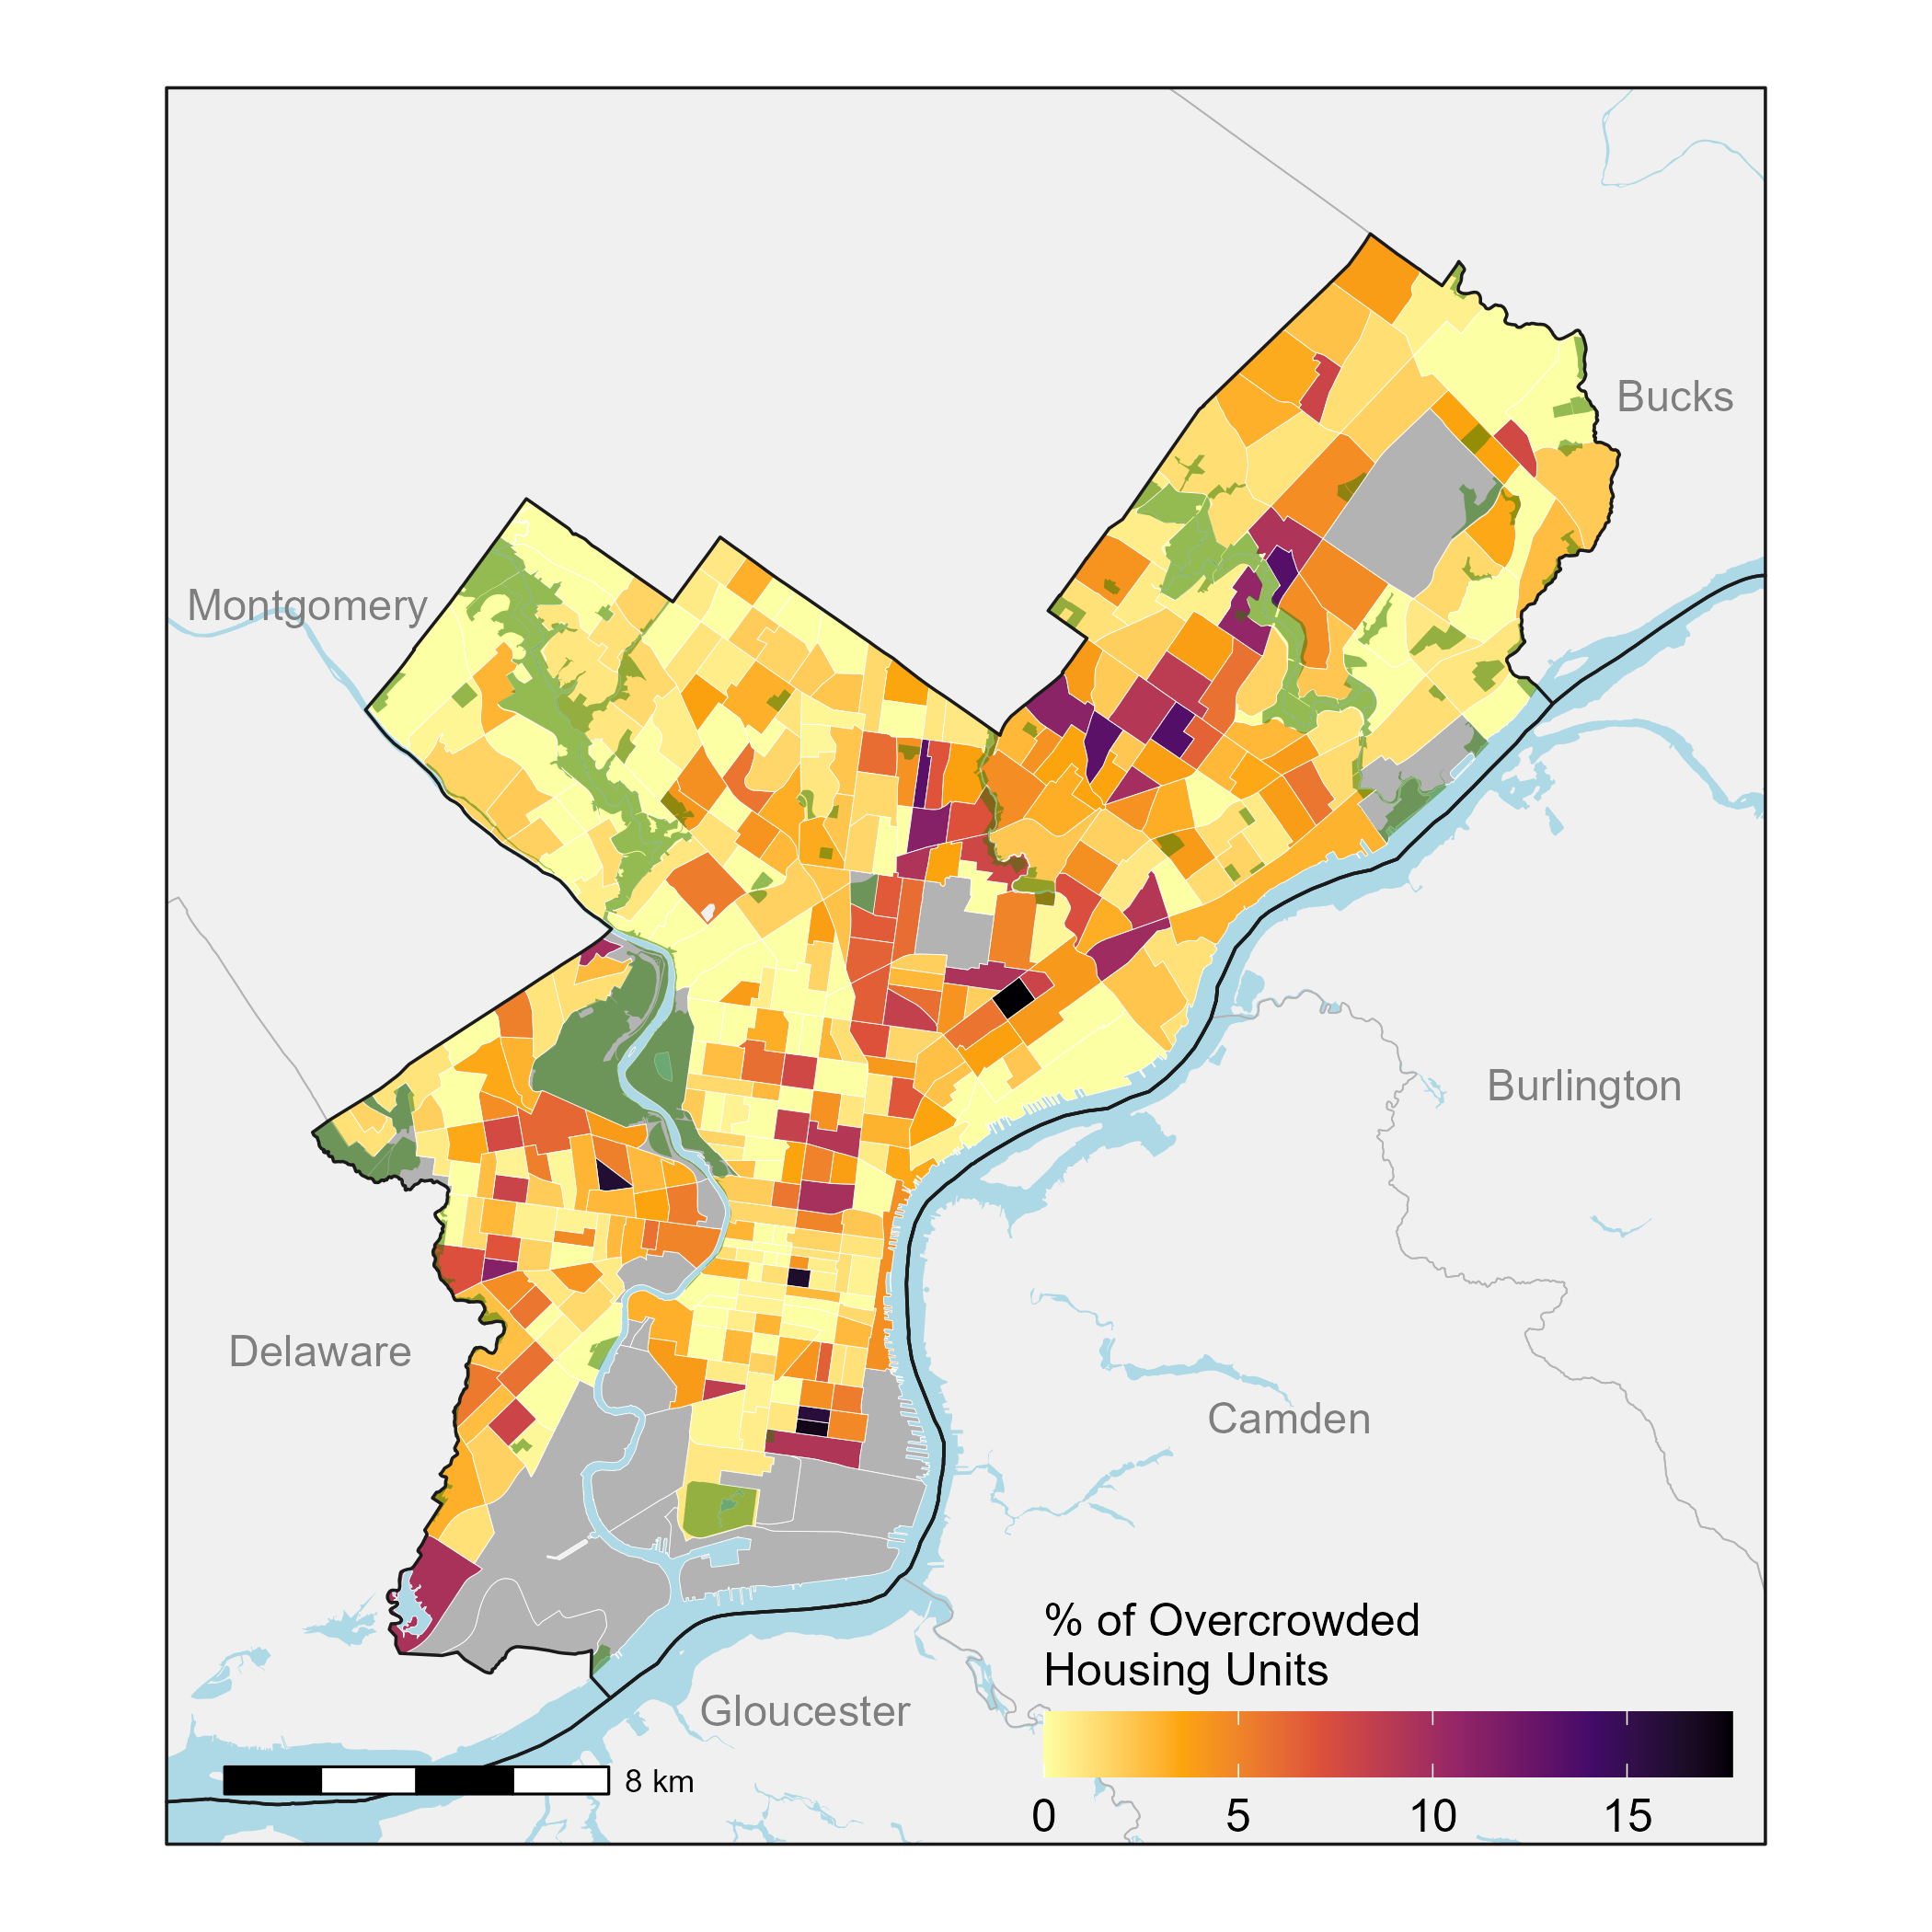 Bucks
Montgomery
Burlington
Delaware
Camden
% of Overcrowded
Housing Units
Gloucester
8 km
0 5 10 15